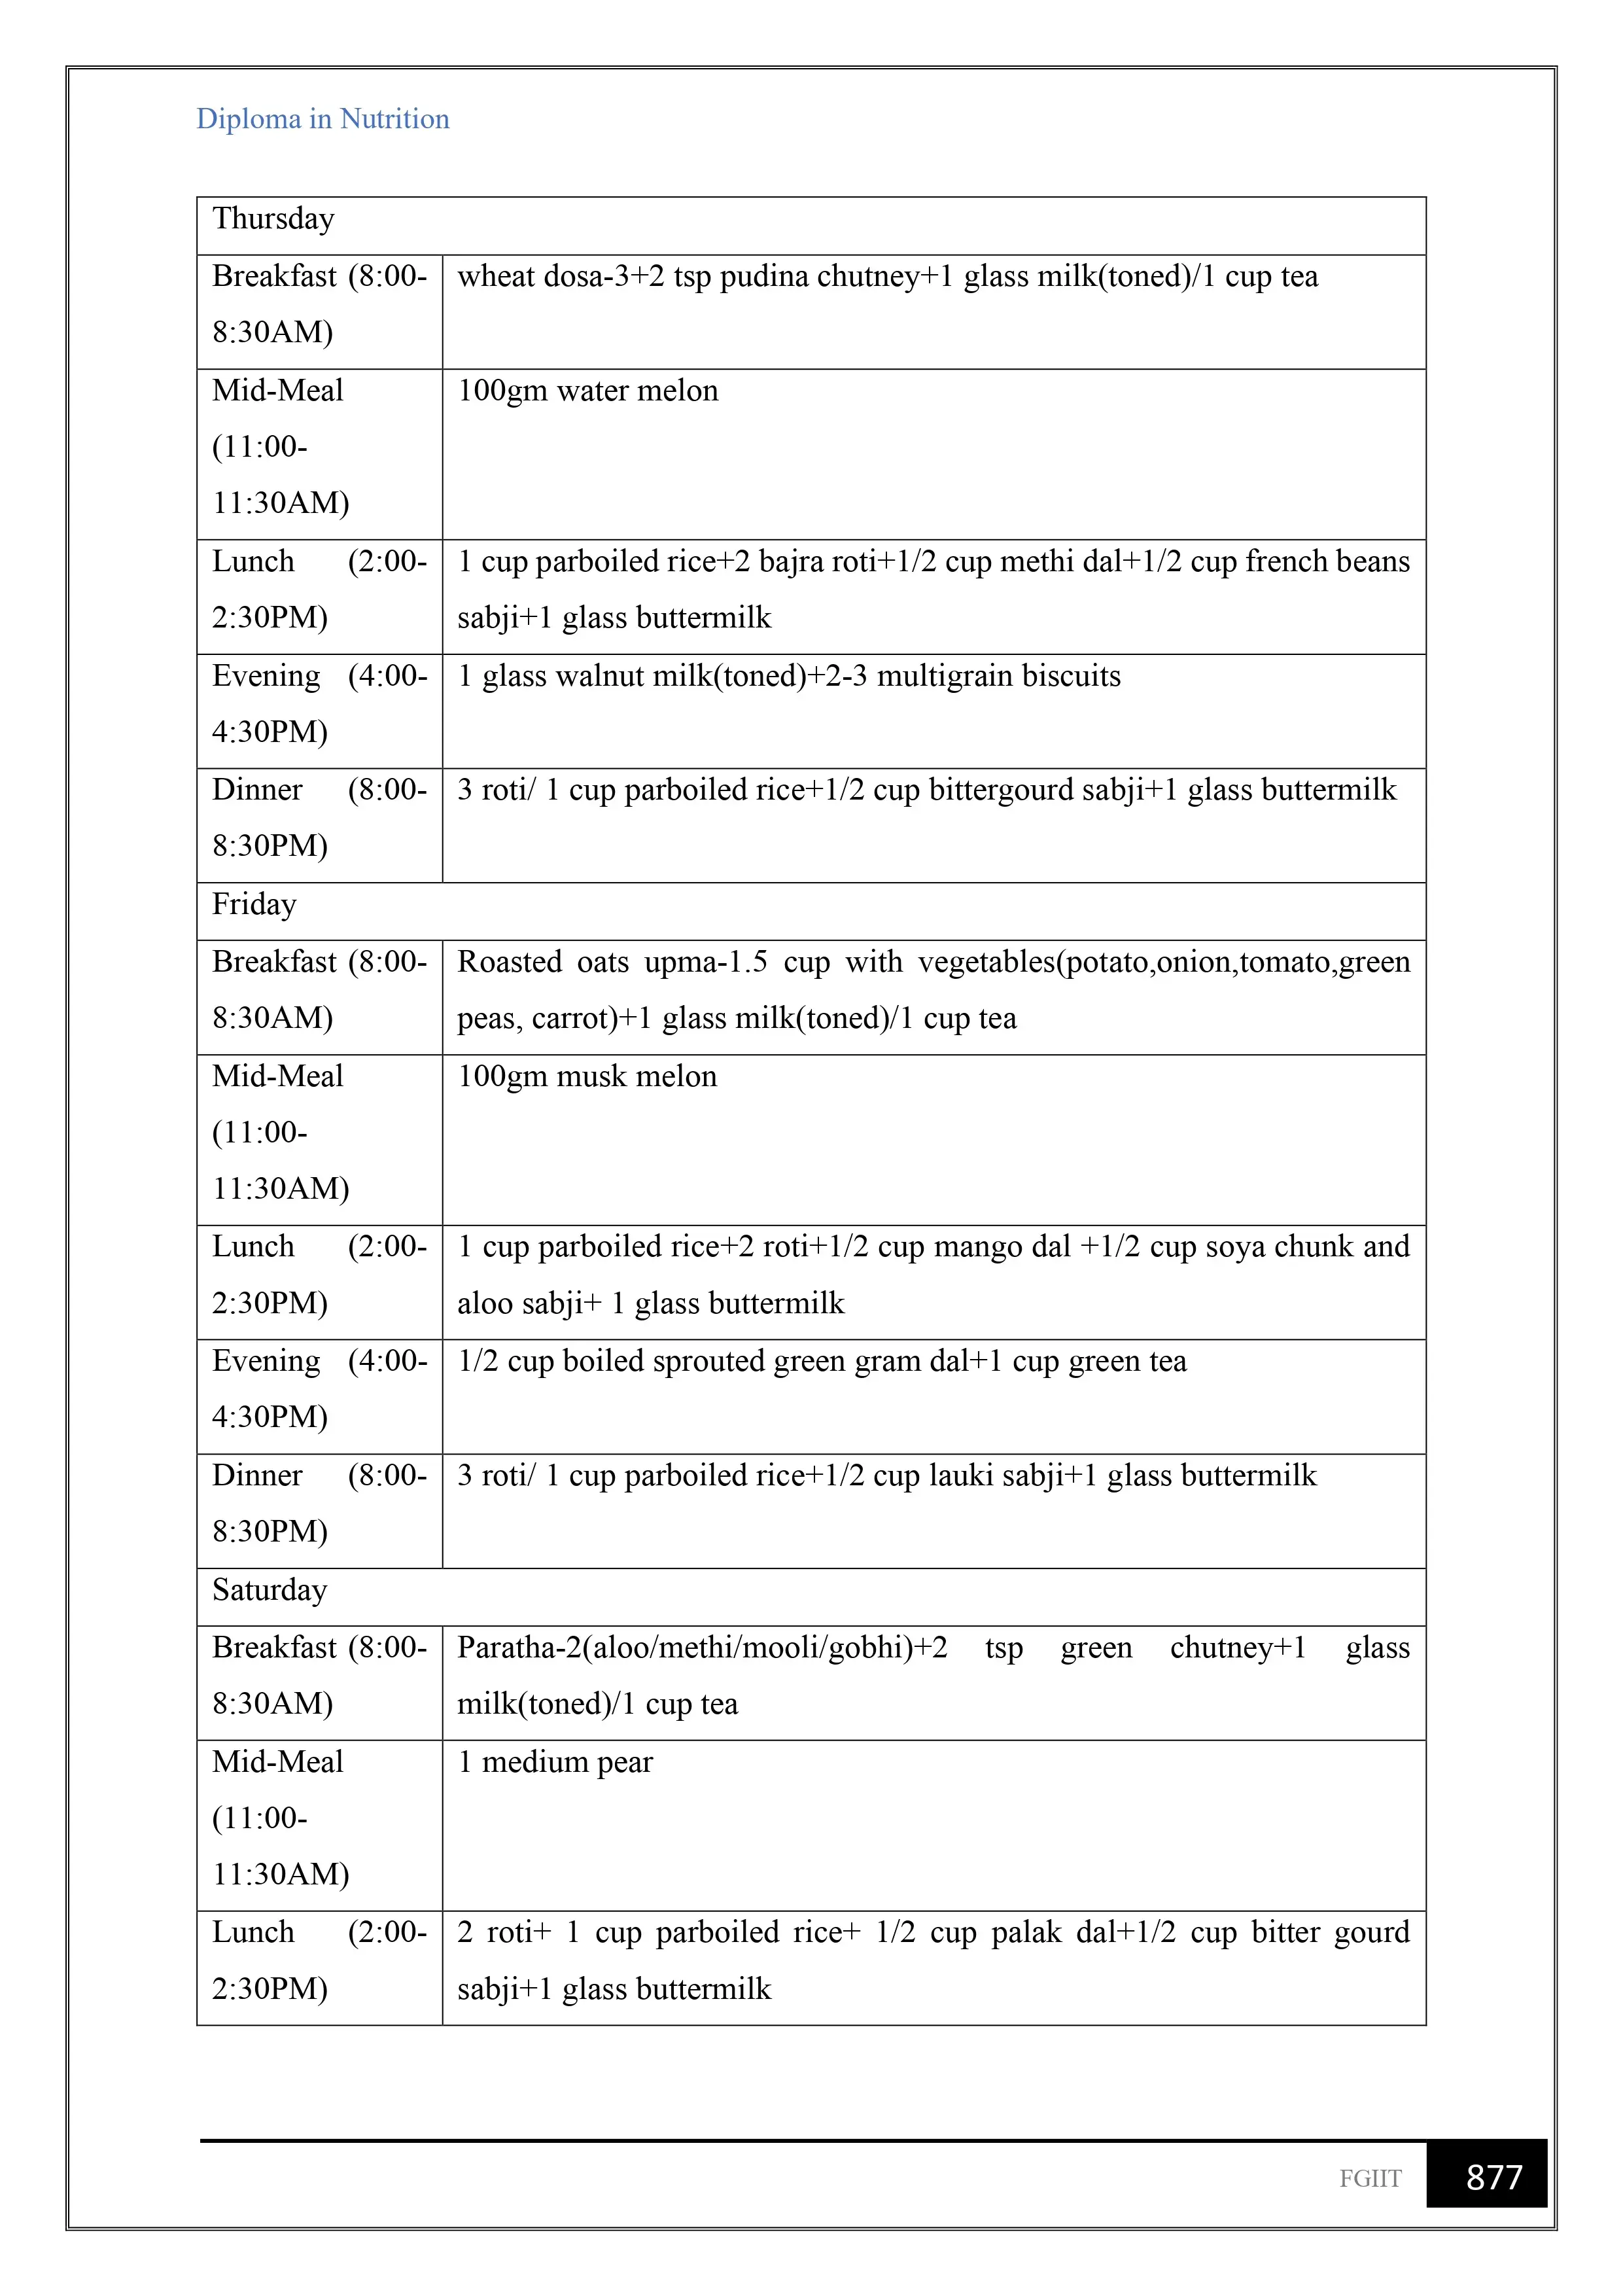 Diploma in Nutrition
Thursday
Breakfast (8:00-
8:30AM)
wheat dosa-3+2 tsp pudina chutney+1 glass milk(toned)/1 cup tea
Mid-Meal
(11:00-
11:30AM)
100gm water melon
Lunch (2:00-
2:30PM)
1 cup parboiled rice+2 bajra roti+1/2 cup methi dal+1/2 cup french beans
sabji+1 glass buttermilk
Evening (4:00-
4:30PM)
1 glass walnut milk(toned)+2-3 multigrain biscuits
Dinner (8:00-
8:30PM)
3 roti/ 1 cup parboiled rice+1/2 cup bittergourd sabji+1 glass buttermilk
Friday
Breakfast (8:00-
8:30AM)
Roasted oats upma-1.5 cup with vegetables(potato,onion,tomato,green
peas, carrot)+1 glass milk(toned)/1 cup tea
Mid-Meal
(11:00-
11:30AM)
100gm musk melon
Lunch (2:00-
2:30PM)
1 cup parboiled rice+2 roti+1/2 cup mango dal +1/2 cup soya chunk and
aloo sabji+ 1 glass buttermilk
Evening (4:00-
4:30PM)
1/2 cup boiled sprouted green gram dal+1 cup green tea
Dinner (8:00-
8:30PM)
3 roti/ 1 cup parboiled rice+1/2 cup lauki sabji+1 glass buttermilk
Saturday
Breakfast (8:00-
8:30AM)
Paratha-2(aloo/methi/mooli/gobhi)+2 tsp green chutney+1 glass
milk(toned)/1 cup tea
Mid-Meal
(11:00-
11:30AM)
1 medium pear
Lunch (2:00-
2:30PM)
2 roti+ 1 cup parboiled rice+ 1/2 cup palak dal+1/2 cup bitter gourd
sabji+1 glass buttermilk
FGIIT
877